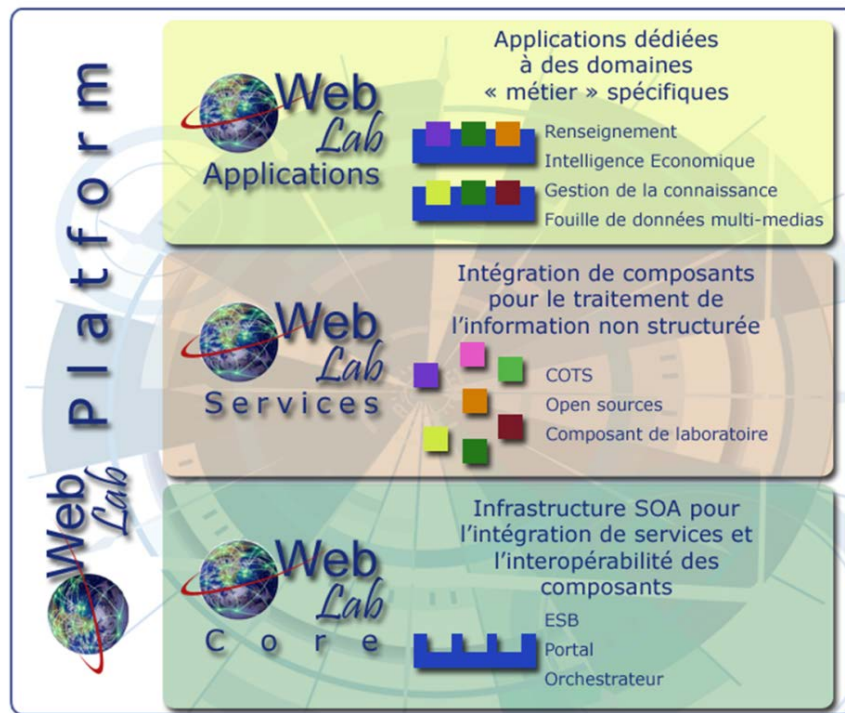 Web
Lab
Platform
Web
Lab
Applications
Applications dédiées
à des domaines
« métier » spécifiques
Renseignement
Intelligence Economique
Gestion de la connaissance
Fouille de données multi-medias
Web
Lab
Services
Intégration de composants
pour le traitement de
l'information non structurée
COTS
Open sources
Composant de laboratoire
Web
Lab
Core
Infrastructure SOA pour
l'intégration de services et
l'interopérabilité des
composants
ESB
Portal
Orchestrateur